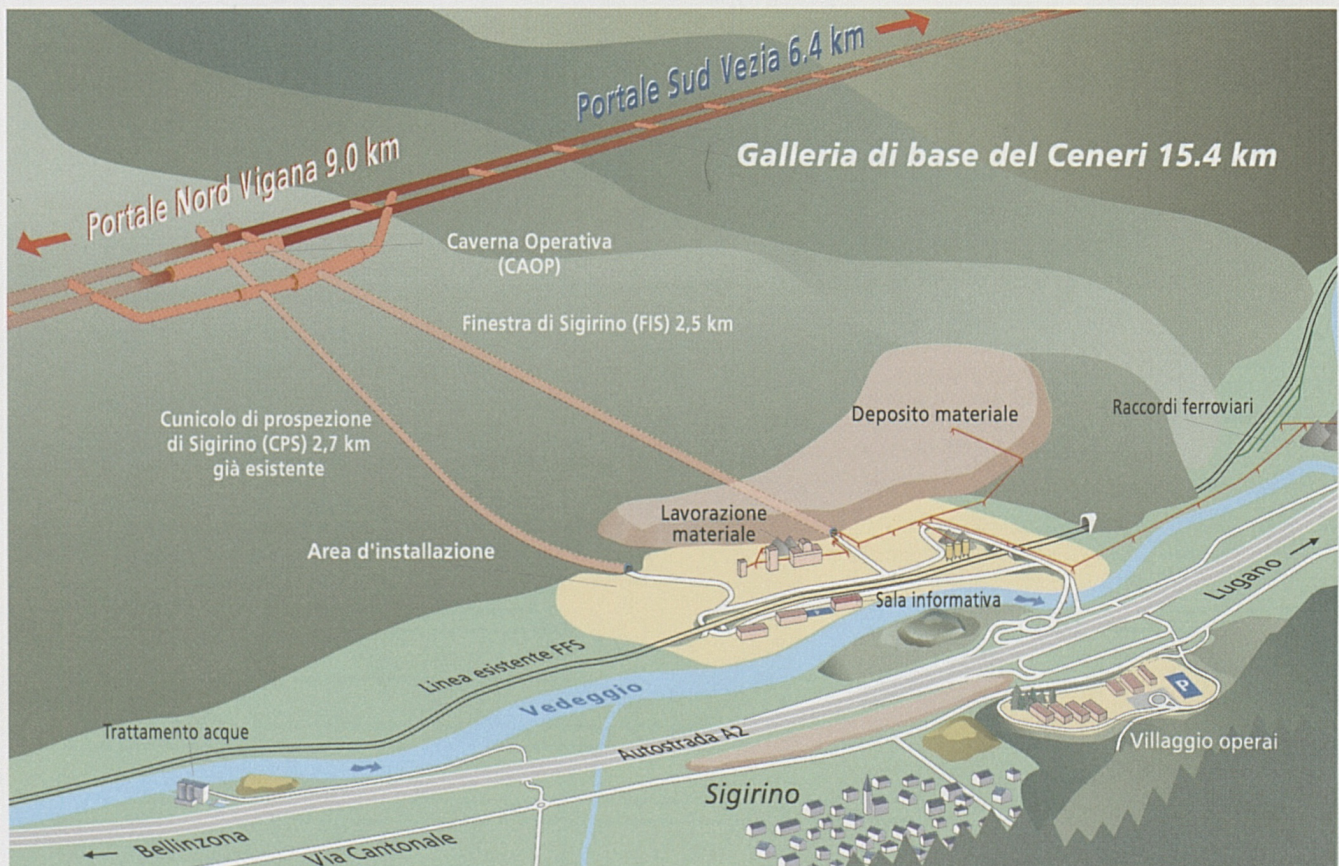 Portale Sud Vezia 6.4 km
Portale Nord Vigana 9.0 km
Galleria di base del Ceneri 15.4 km
Caverna Operativa
(CAOP)
Finestra di Sigirino (FIS) 2,5 km
Cunicolo di prospezione
di Sigirino (CPS) 2,7 km
già esistente
Deposito materiale
Raccordi ferroviari
Lavorazione
materiale
Area d'installazione
Sala informativa
Lugano
Linea esistente FFS
Vedeggio
P
Trattamento acque
Autostrada A2
Villaggio operai
Sigirino
Bellinzona
Via Cantonale